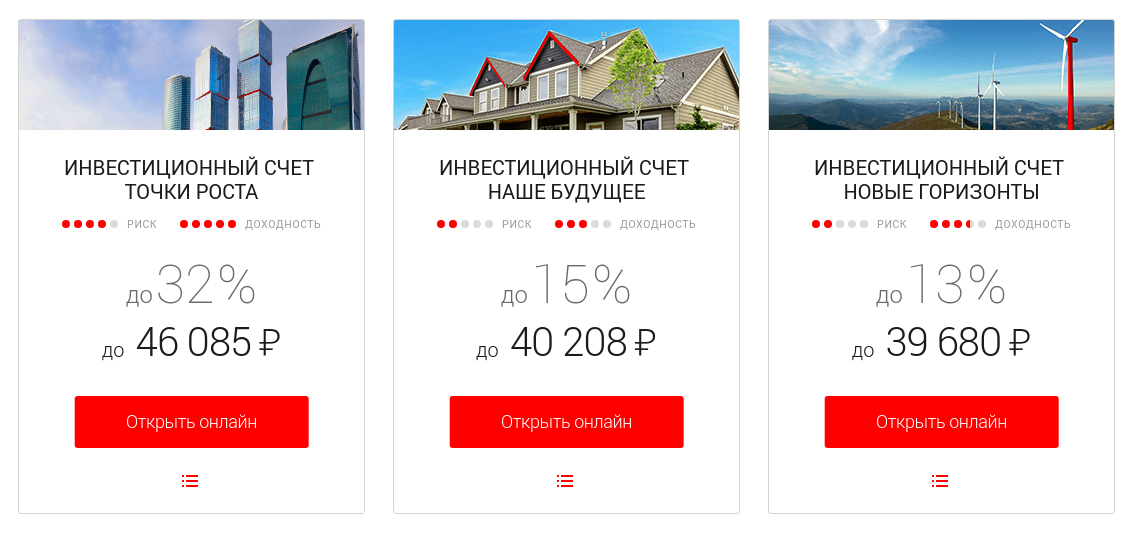 ИНВЕСТИЦИОННЫЙ СЧЕТ
ТОЧКИ РОСТА
РИСК ДОХОДНОСТЬ
до 32%
до 46 085 ₽
Открыть онлайн
ИНВЕСТИЦИОННЫЙ СЧЕТ
НАШЕ БУДУЩЕЕ
РИСК ДОХОДНОСТЬ
до 15%
до 40 208 ₽
Открыть онлайн
ИНВЕСТИЦИОННЫЙ СЧЕТ
НОВЫЕ ГОРИЗОНТЫ
РИСК ДОХОДНОСТЬ
до 13%
до 39 680 ₽
Открыть онлайн